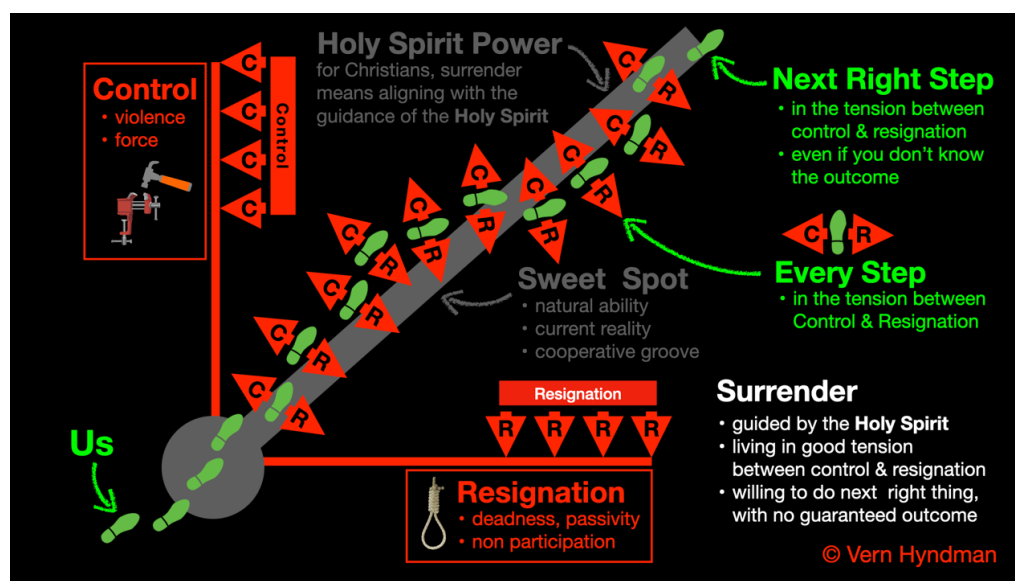 Holy Spirit Power
for Christians, surrender
means aligning with the
guidance of the Holy Spirit
Control
• violence
• force
C
C
C
C
Control
Next Right Step
• in the tension between
control & resignation
• even if you don’t know
the outcome
C R
Every Step
• in the tension between
Control & Resignation
C
R
C
R
C
R
C
R
C
R
C
R
C
R
C
R
C
R
C
R
Sweet Spot
• natural ability
• current reality
• cooperative groove
Us
Resignation
R R R R
Resignation
• deadness, passivity
• non participation
Surrender
• guided by the Holy Spirit
• living in good tension
between control & resignation
• willing to do next right thing,
with no guaranteed outcome
© Vern Hyndman